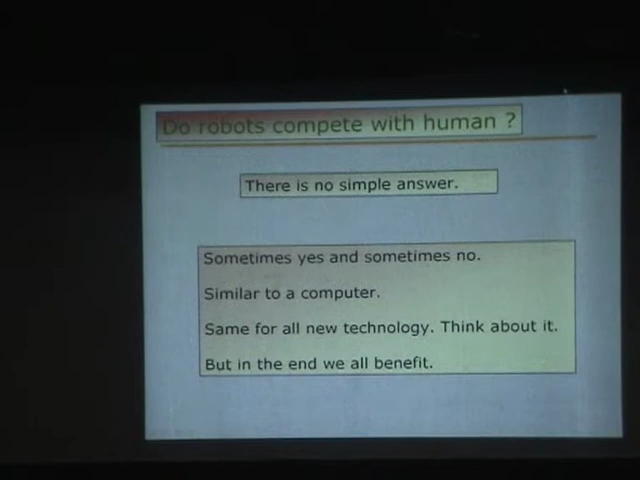 Do robots compete with human ?
There is no simple answer.
Sometimes yes and sometimes no.
Similar to a computer.
Same for all new technology. Think about it.
But in the end we all benefit.